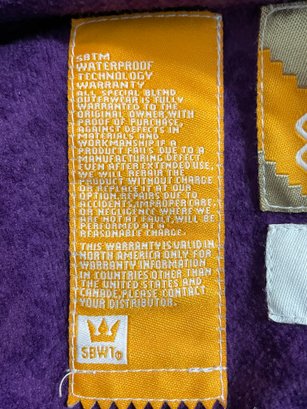 SBTM
WATERPROOF
TECHNOLOGY
WARRANTY
ALL SPECIAL BLEND
OUTERWEAR IS FULLY
WARRANTED TO THE
ORIGINAL OWNER, WITH
PROOF OF PURCHASE,
AGAINST DEFECTS IN
MATERIALS AND
WORKMANSHIP. IF A
PRODUCT FAILS DUE TO A
MANUFACTURING DEFECT,
EVEN AFTER EXTENDED USE,
WE WILL REPAIR THE
PRODUCT WITHOUT CHARGE
OR REPLACE IT AT OUR
OPTION. REPAIRS DUE TO
ACCIDENTS, IMPROPER CARE,
OR NEGLIGENCE WHERE WE
ARE NOT AT FAULT, WILL BE
PERFORMED AT A
REASONABLE CHARGE.
THIS WARRANTY IS VALID IN
NORTH AMERICA ONLY. FOR
WARRANTY INFORMATION
IN COUNTRIES OTHER THAN
THE UNITED STATES AND
CANADE, PLEASE CONTACT
YOUR DISTRIBUTOR.
SBWT©